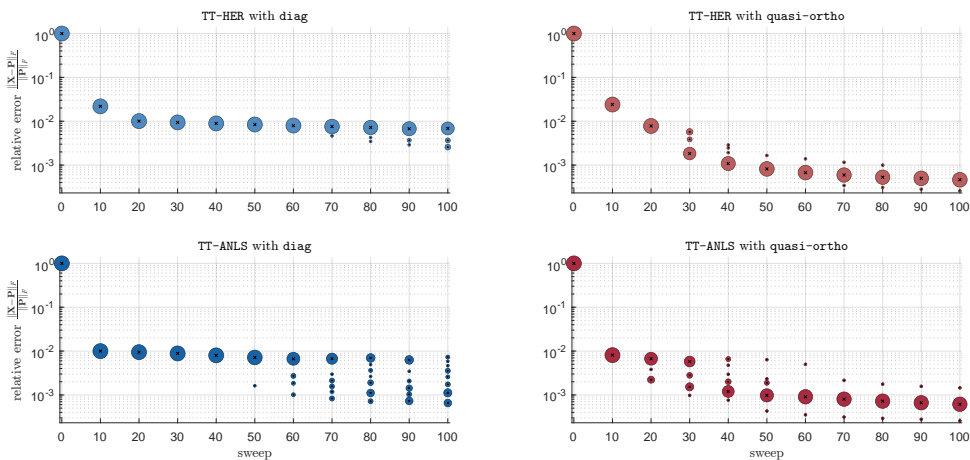 TT-HER with diag
TT-HER with quasi-ortho
relative error ‖X−P‖F / ‖P‖F
10^0
10^-1
10^-2
10^-3
0 10 20 30 40 50 60 70 80 90 100
10^0
10^-1
10^-2
10^-3
0 10 20 30 40 50 60 70 80 90 100
TT-ANLS with diag
TT-ANLS with quasi-ortho
relative error ‖X−P‖F / ‖P‖F
10^0
10^-1
10^-2
10^-3
0 10 20 30 40 50 60 70 80 90 100
sweep
10^0
10^-1
10^-2
10^-3
0 10 20 30 40 50 60 70 80 90 100
sweep